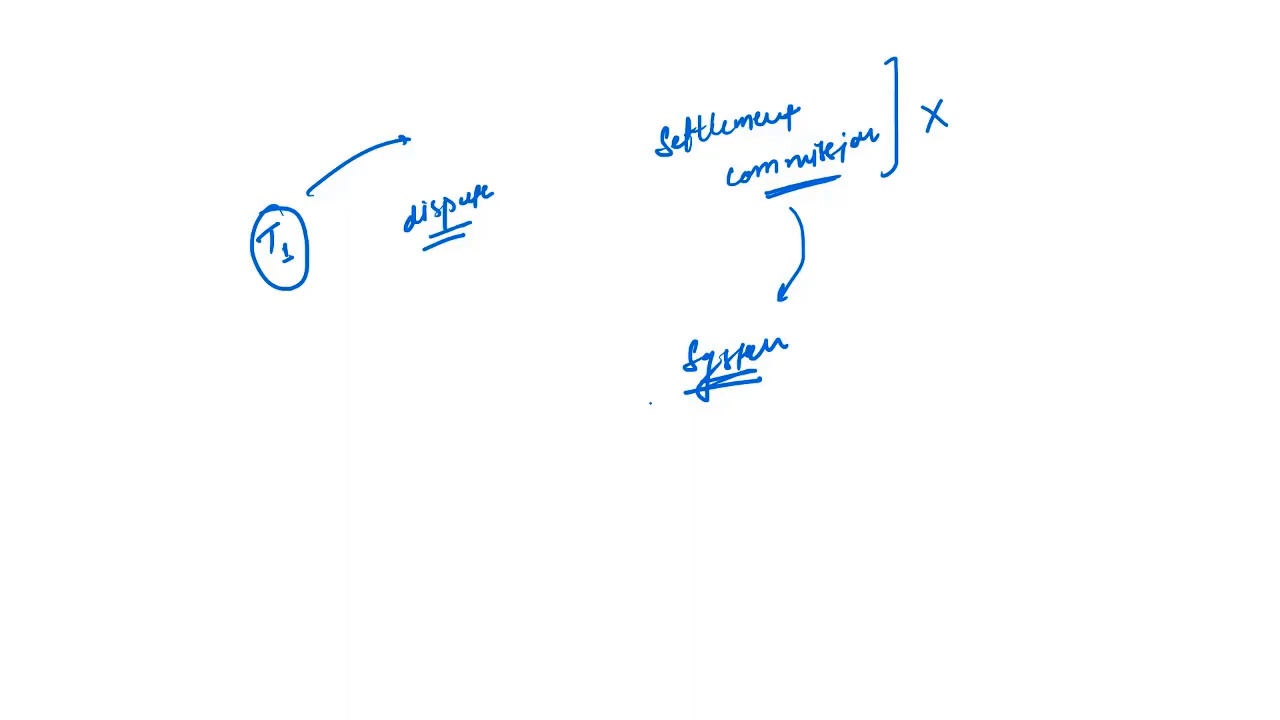 Settlement
commission
X
dispute
T1
System